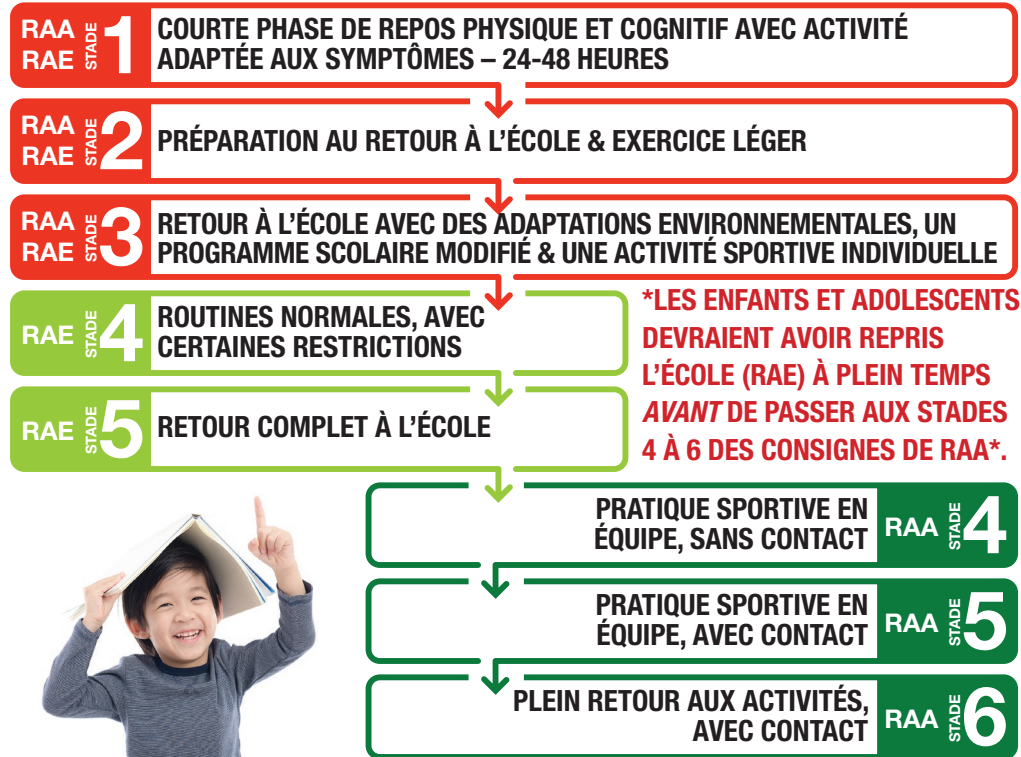 RAA
RAE
STADE
1
COURTE PHASE DE REPOS PHYSIQUE ET COGNITIF AVEC ACTIVITÉ
ADAPTÉE AUX SYMPTÔMES – 24-48 HEURES
RAA
RAE
STADE
2
PRÉPARATION AU RETOUR À L’ÉCOLE & EXERCICE LÉGER
RAA
RAE
STADE
3
RETOUR À L’ÉCOLE AVEC DES ADAPTATIONS ENVIRONNEMENTALES, UN
PROGRAMME SCOLAIRE MODIFIÉ & UNE ACTIVITÉ SPORTIVE INDIVIDUELLE
RAE
STADE
4
ROUTINES NORMALES, AVEC
CERTAINES RESTRICTIONS
RAE
STADE
5
RETOUR COMPLET À L’ÉCOLE
*LES ENFANTS ET ADOLESCENTS
DEVRAIENT AVOIR REPRIS
L’ÉCOLE (RAE) À PLEIN TEMPS
AVANT DE PASSER AUX STADES
4 À 6 DES CONSIGNES DE RAA*.
PRATIQUE SPORTIVE EN
ÉQUIPE, SANS CONTACT
RAA
STADE
4
PRATIQUE SPORTIVE EN
ÉQUIPE, AVEC CONTACT
RAA
STADE
5
PLEIN RETOUR AUX ACTIVITÉS,
AVEC CONTACT
RAA
STADE
6